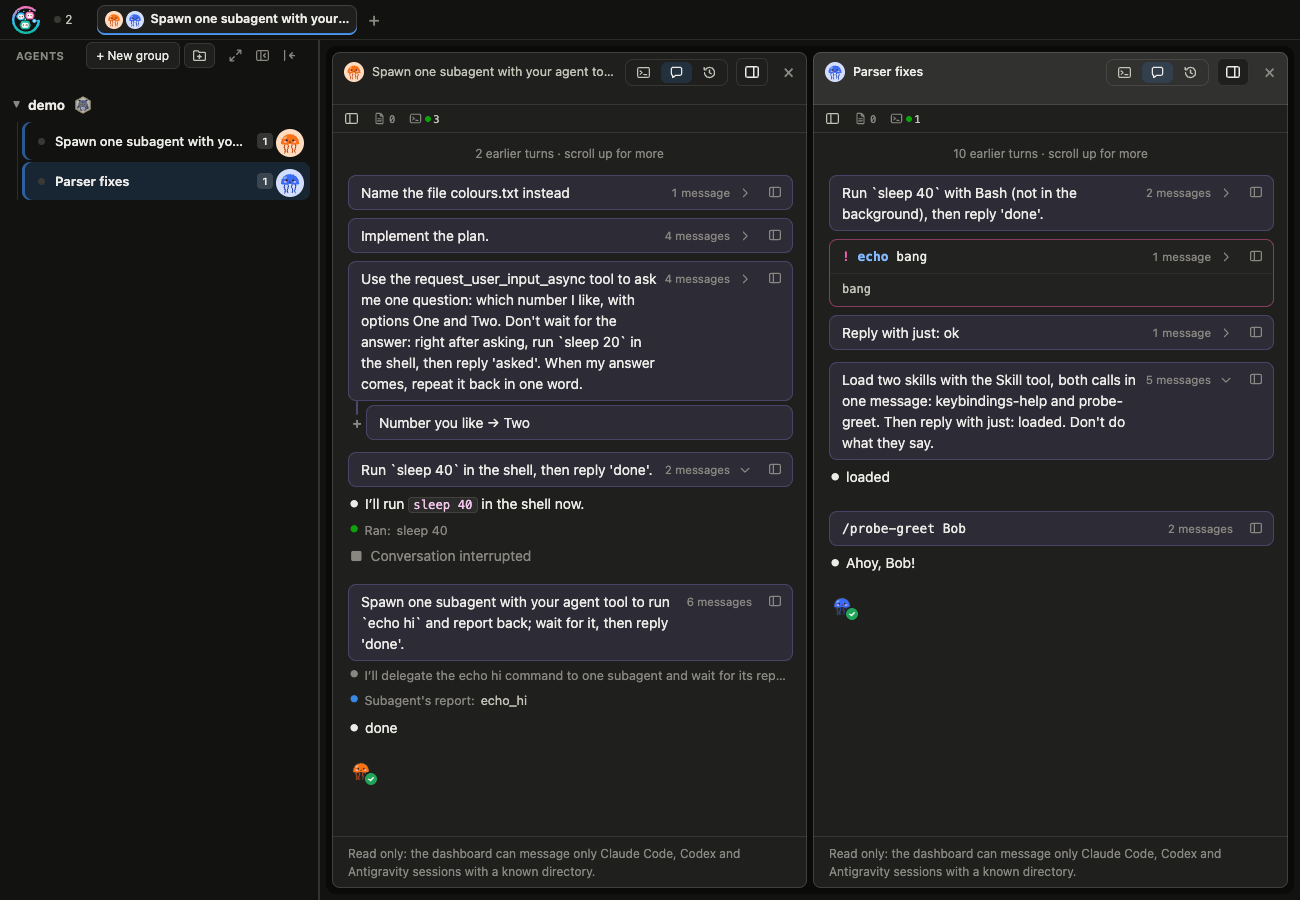 2
Spawn one subagent with your...
+
AGENTS
+ New group
demo
Spawn one subagent with yo...
1
Parser fixes
1
Spawn one subagent with your agent to...
0
3
2 earlier turns · scroll up for more
Name the file colours.txt instead
1 message
Implement the plan.
4 messages
Use the request_user_input_async tool to ask
4 messages
me one question: which number I like, with
options One and Two. Don't wait for the
answer: right after asking, run `sleep 20` in
the shell, then reply 'asked'. When my answer
comes, repeat it back in one word.
+
Number you like → Two
Run `sleep 40` in the shell, then reply 'done'.
2 messages
I'll run sleep 40 in the shell now.
Ran: sleep 40
Conversation interrupted
Spawn one subagent with your agent tool to run
6 messages
`echo hi` and report back; wait for it, then reply
'done'.
I'll delegate the echo hi command to one subagent and wait for its rep...
Subagent's report: echo_hi
done
Read only: the dashboard can message only Claude Code, Codex and
Antigravity sessions with a known directory.
Parser fixes
0
1
10 earlier turns · scroll up for more
Run `sleep 40` with Bash (not in the
2 messages
background), then reply 'done'.
! echo bang
1 message
bang
Reply with just: ok
1 message
Load two skills with the Skill tool, both calls in
5 messages
one message: keybindings-help and probe-
greet. Then reply with just: loaded. Don't do
what they say.
loaded
/probe-greet Bob
2 messages
Ahoy, Bob!
Read only: the dashboard can message only Claude Code, Codex and
Antigravity sessions with a known directory.